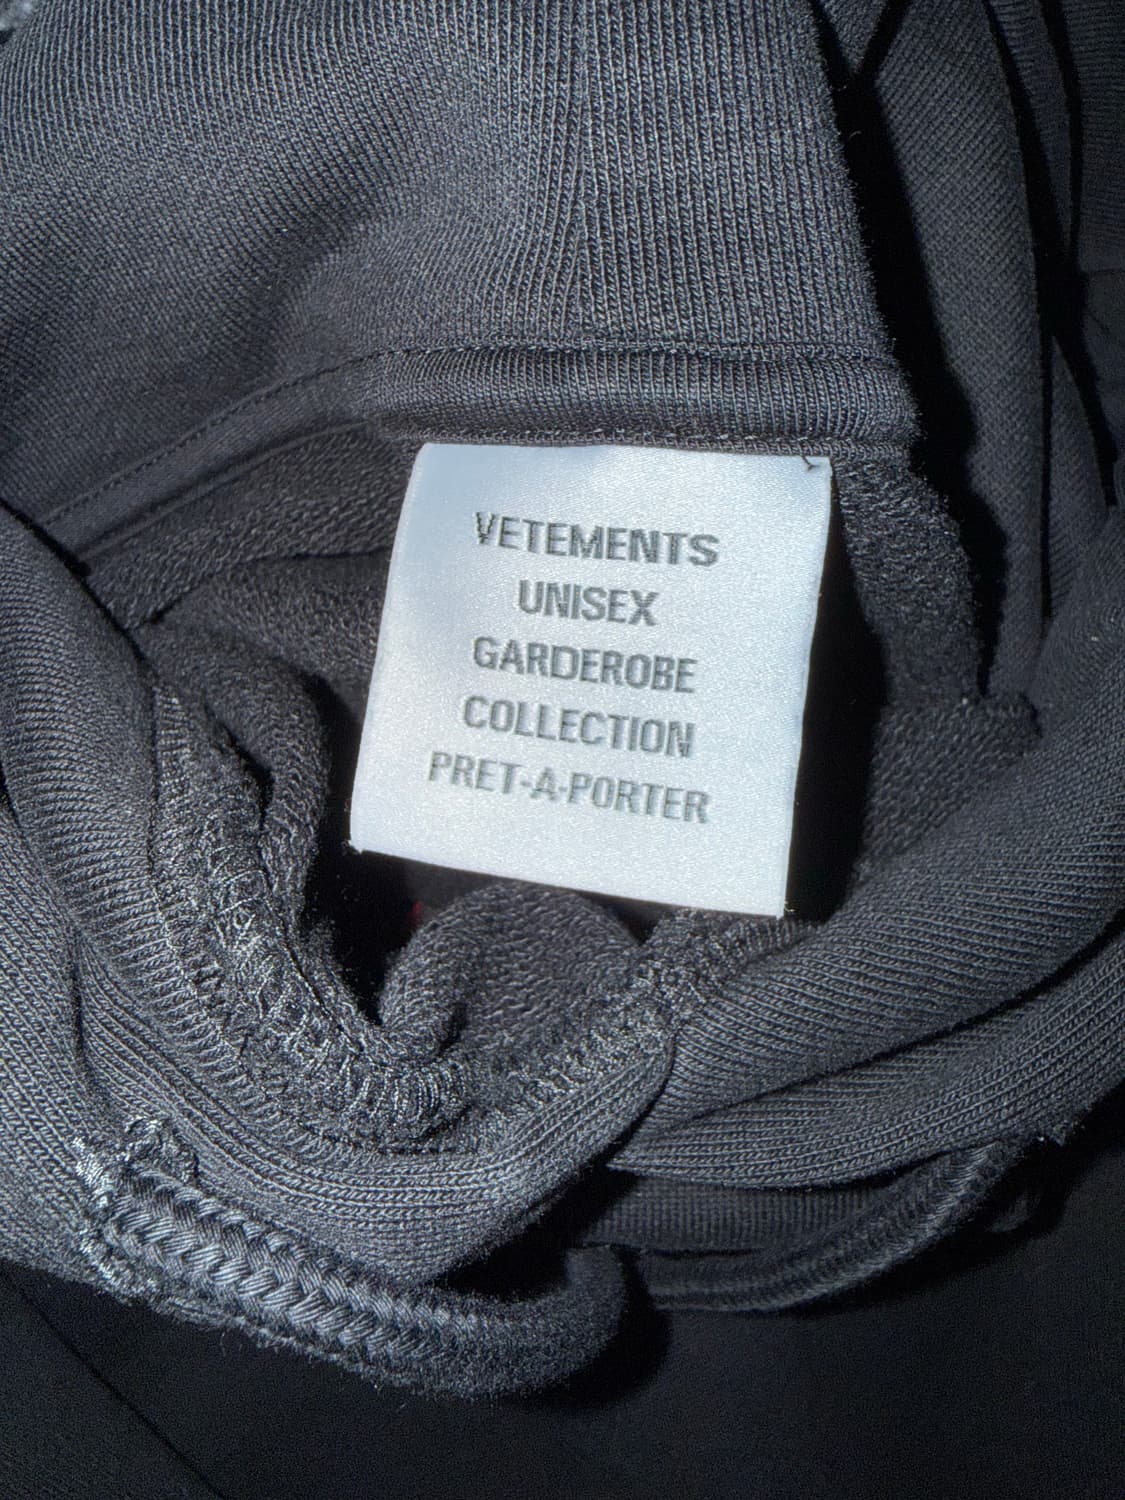 VETEMENTS
UNISEX
GARDEROBE
COLLECTION
PRET-A-PORTER